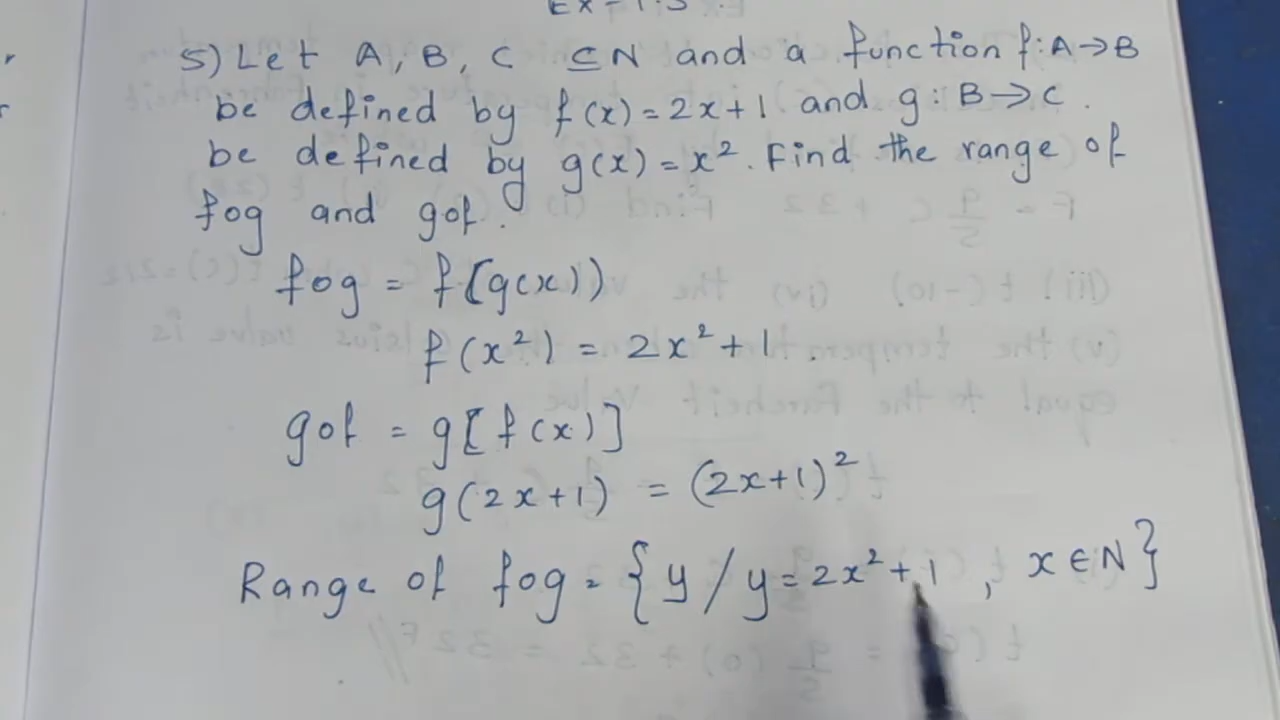 5) Let A, B, C ⊆ N and a function f: A → B
be defined by f(x) = 2x+1 and g: B → C.
be defined by g(x) = x². Find the range of
fog and gof.
fog = f[g(x))
f(x²) = 2x² + 1.
gof = g[f(x)]
g(2x+1) = (2x+1)²
Range of fog = {y / y = 2x² + 1, x ∈ N}